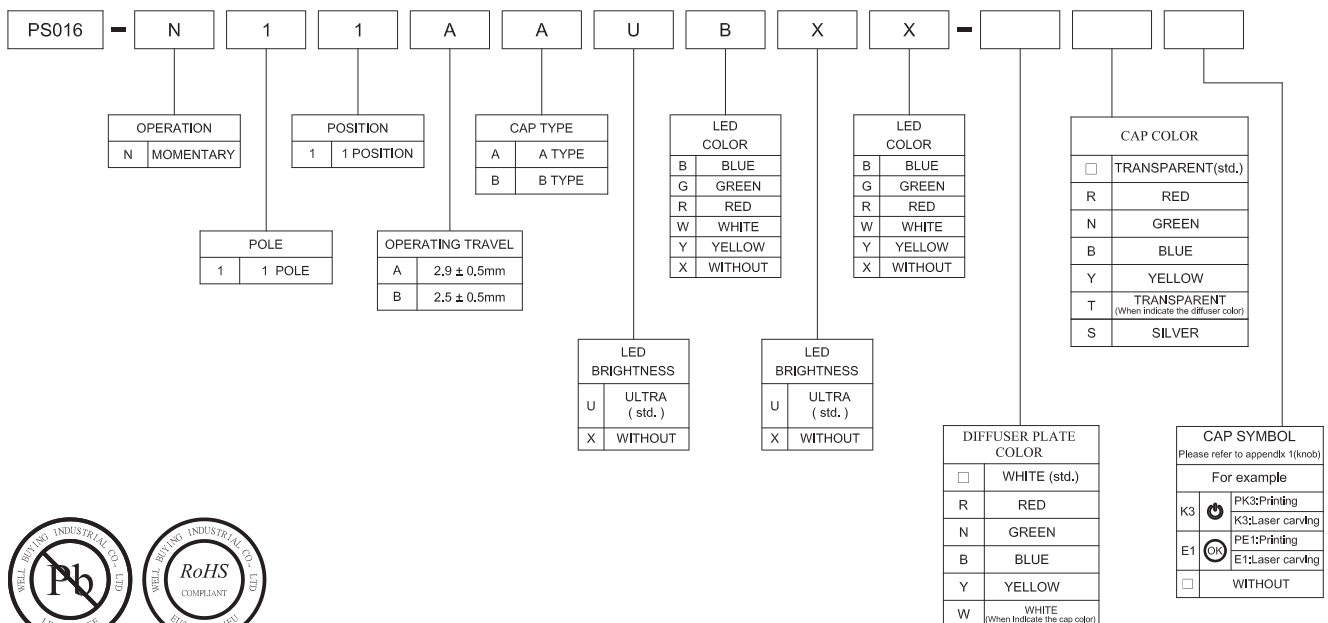 PS016 - N 1 1 A A U B X X -
OPERATION
N MOMENTARY
POSITION
1 1 POSITION
CAP TYPE
A A TYPE
B B TYPE
LED
COLOR
B BLUE
G GREEN
R RED
W WHITE
Y YELLOW
X WITHOUT
LED
COLOR
B BLUE
G GREEN
R RED
W WHITE
Y YELLOW
X WITHOUT
CAP COLOR
□ TRANSPARENT(std.)
R RED
N GREEN
B BLUE
Y YELLOW
T TRANSPARENT
(When indicate the diffuser color)
S SILVER
POLE
1 1 POLE
OPERATING TRAVEL
A 2.9 ± 0.5mm
B 2.5 ± 0.5mm
LED
BRIGHTNESS
U ULTRA
( std. )
X WITHOUT
LED
BRIGHTNESS
U ULTRA
( std. )
X WITHOUT
DIFFUSER PLATE
COLOR
□ WHITE (std.)
R RED
N GREEN
B BLUE
Y YELLOW
W WHITE
(When Indicate the cap color)
CAP SYMBOL
Please refer to appendix 1(knob)
For example
K3 PK3:Printing
K3:Laser carving
E1 OK PE1:Printing
E1:Laser carving
□ WITHOUT
WELL BUYING INDUSTRIAL CO., LTD
Pb
WELL BUYING INDUSTRIAL CO., LTD
RoHS
COMPLIANT